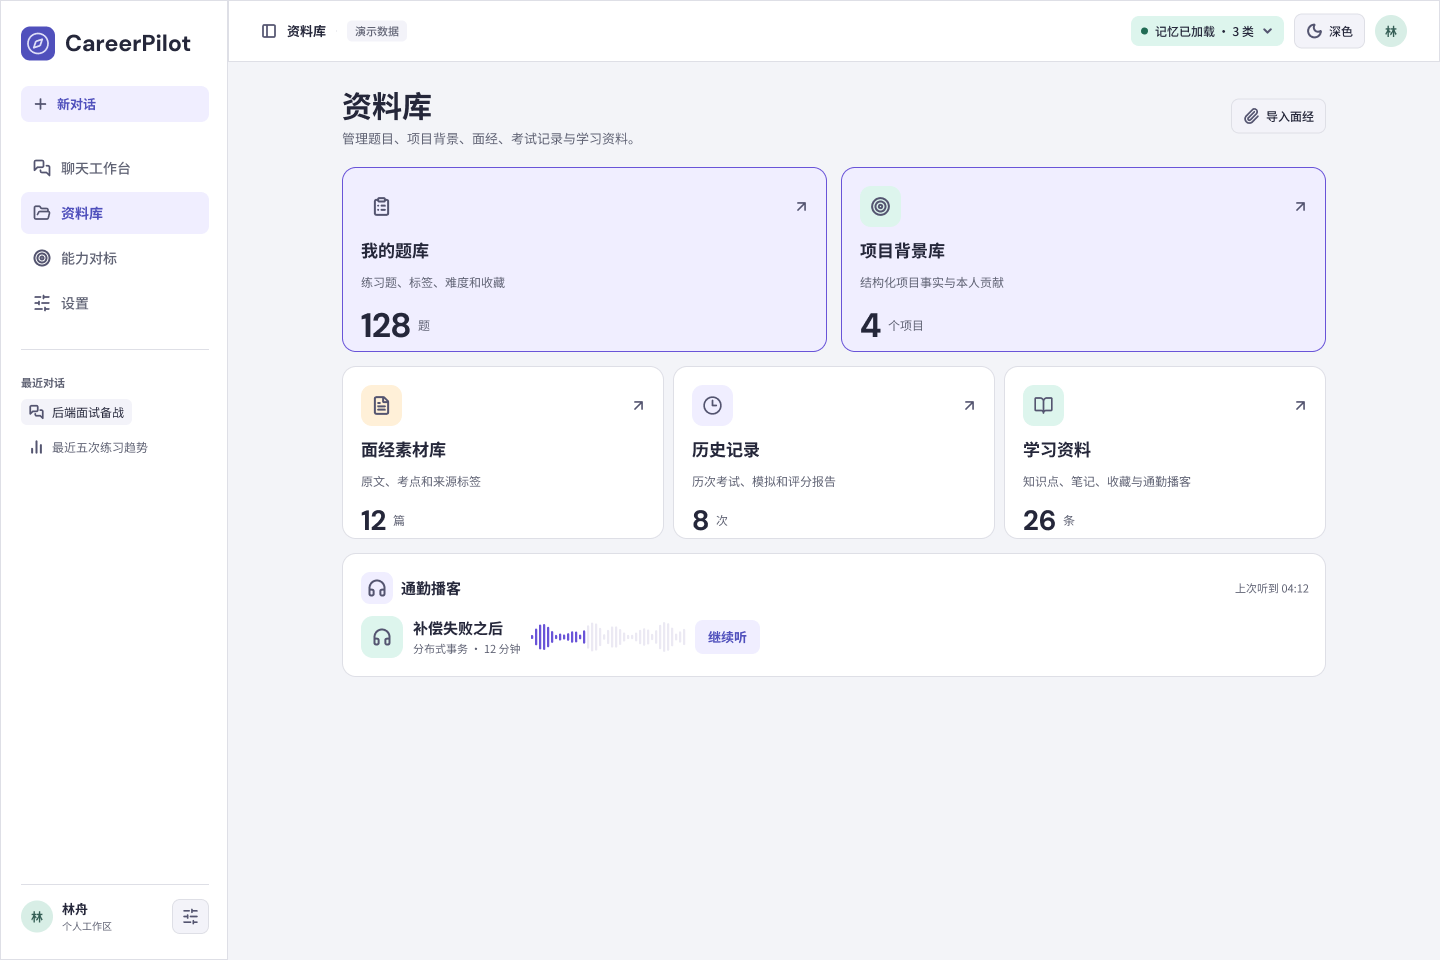 CareerPilot
新对话
聊天工作台
资料库
能力对标
设置
最近对话
后端面试备战
最近五次练习趋势
林
林舟
个人工作区
资料库
演示数据
记忆已加载 · 3 类
深色
林
资料库
管理题目、项目背景、面经、考试记录与学习资料。
导入面经
我的题库
练习题、标签、难度和收藏
128 题
项目背景库
结构化项目事实与本人贡献
4 个项目
面经素材库
原文、考点和来源标签
12 篇
历史记录
历次考试、模拟和评分报告
8 次
学习资料
知识点、笔记、收藏与通勤播客
26 条
通勤播客
上次听到 04:12
补偿失败之后
分布式事务 · 12 分钟
继续听